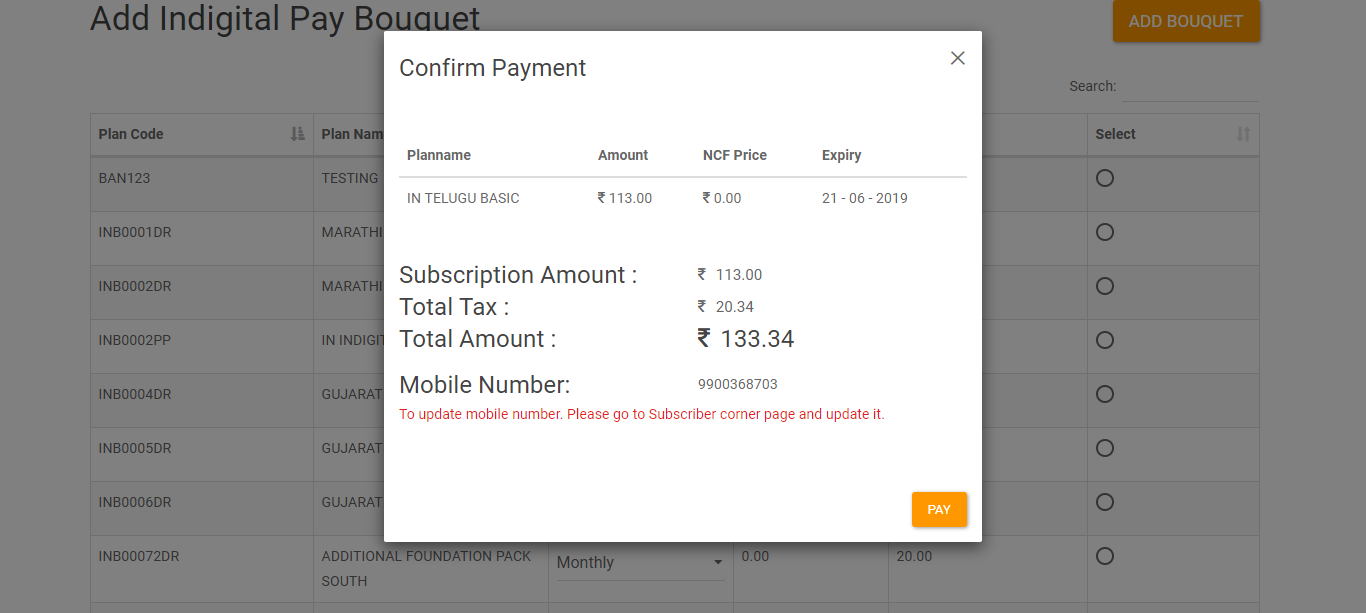 Add Indigital Pay Bouquet
ADD BOUQUET
Search:
Plan Code
Plan Nam
Select
BAN123
TESTING
INB0001DR
MARATHI
INB0002DR
MARATHI
INB0002PP
IN INDIGIT
INB0004DR
GUJARAT
INB0005DR
GUJARAT
INB0006DR
GUJARAT
INB00072DR
ADDITIONAL FOUNDATION PACK
SOUTH
Monthly
0.00
20.00
Confirm Payment
Planname Amount NCF Price Expiry
IN TELUGU BASIC ₹ 113.00 ₹ 0.00 21 - 06 - 2019
Subscription Amount : ₹ 113.00
Total Tax : ₹ 20.34
Total Amount : ₹ 133.34
Mobile Number: 9900368703
To update mobile number. Please go to Subscriber corner page and update it.
PAY